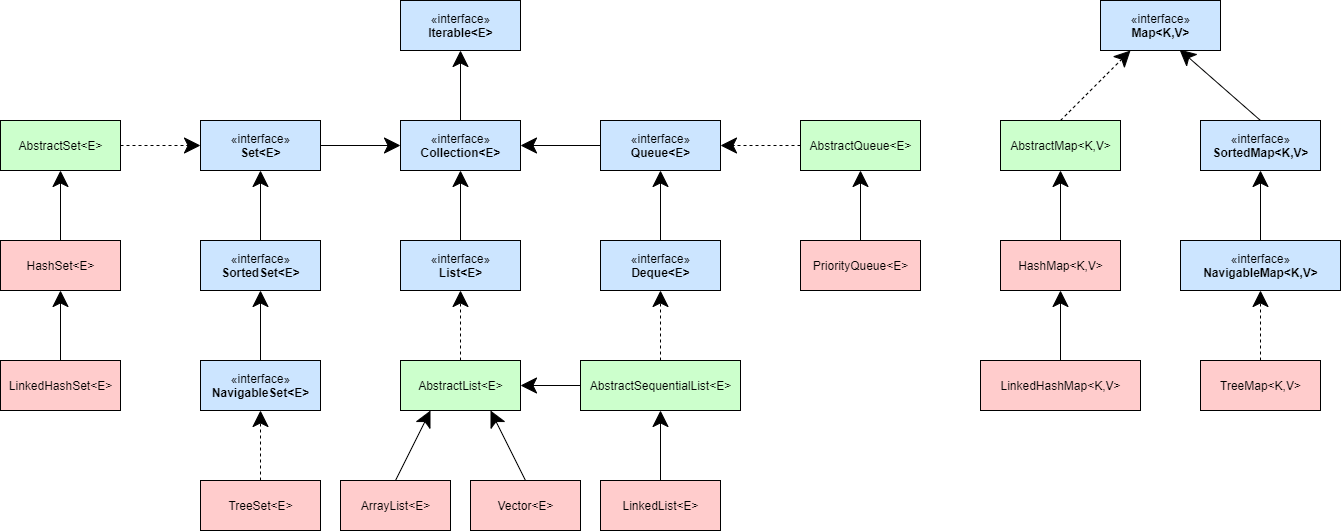 «interface»
Iterable<E>
«interface»
Map<K,V>
AbstractSet<E>
«interface»
Set<E>
«interface»
Collection<E>
«interface»
Queue<E>
AbstractQueue<E>
AbstractMap<K,V>
«interface»
SortedMap<K,V>
HashSet<E>
«interface»
SortedSet<E>
«interface»
List<E>
«interface»
Deque<E>
PriorityQueue<E>
HashMap<K,V>
«interface»
NavigableMap<K,V>
LinkedHashSet<E>
«interface»
NavigableSet<E>
AbstractList<E>
AbstractSequentialList<E>
LinkedHashMap<K,V>
TreeMap<K,V>
TreeSet<E>
ArrayList<E>
Vector<E>
LinkedList<E>